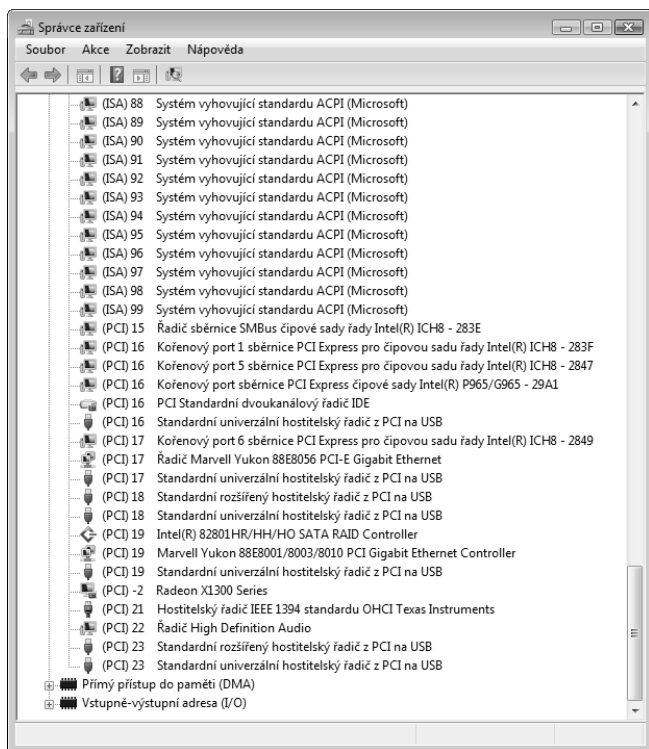 Správce zařízení
Soubor Akce Zobrazit Nápověda
(ISA) 88 Systém vyhovující standardu ACPI (Microsoft)
(ISA) 89 Systém vyhovující standardu ACPI (Microsoft)
(ISA) 90 Systém vyhovující standardu ACPI (Microsoft)
(ISA) 91 Systém vyhovující standardu ACPI (Microsoft)
(ISA) 92 Systém vyhovující standardu ACPI (Microsoft)
(ISA) 93 Systém vyhovující standardu ACPI (Microsoft)
(ISA) 94 Systém vyhovující standardu ACPI (Microsoft)
(ISA) 95 Systém vyhovující standardu ACPI (Microsoft)
(ISA) 96 Systém vyhovující standardu ACPI (Microsoft)
(ISA) 97 Systém vyhovující standardu ACPI (Microsoft)
(ISA) 98 Systém vyhovující standardu ACPI (Microsoft)
(ISA) 99 Systém vyhovující standardu ACPI (Microsoft)
(PCI) 15 Řadič sběrnice SMBus čipové sady řady Intel(R) ICH8 - 283E
(PCI) 16 Kořenový port 1 sběrnice PCI Express pro čipovou sadu řady Intel(R) ICH8 - 283F
(PCI) 16 Kořenový port 5 sběrnice PCI Express pro čipovou sadu řady Intel(R) ICH8 - 2847
(PCI) 16 Kořenový port sběrnice PCI Express čipové sady Intel(R) P965/G965 - 29A1
(PCI) 16 PCI Standardní dvoukanálový řadič IDE
(PCI) 16 Standardní univerzální hostitelský řadič z PCI na USB
(PCI) 17 Kořenový port 6 sběrnice PCI Express pro čipovou sadu řady Intel(R) ICH8 - 2849
(PCI) 17 Řadič Marvell Yukon 88E8056 PCI-E Gigabit Ethernet
(PCI) 17 Standardní univerzální hostitelský řadič z PCI na USB
(PCI) 18 Standardní rozšířený hostitelský řadič z PCI na USB
(PCI) 18 Standardní univerzální hostitelský řadič z PCI na USB
(PCI) 19 Intel(R) 82801HR/HH/HO SATA RAID Controller
(PCI) 19 Marvell Yukon 88E8001/8003/8010 PCI Gigabit Ethernet Controller
(PCI) 19 Standardní univerzální hostitelský řadič z PCI na USB
(PCI) -2 Radeon X1300 Series
(PCI) 21 Hostitelský řadič IEEE 1394 standardu OHCI Texas Instruments
(PCI) 22 Řadič High Definition Audio
(PCI) 23 Standardní rozšířený hostitelský řadič z PCI na USB
(PCI) 23 Standardní univerzální hostitelský řadič z PCI na USB
Přímý přístup do paměti (DMA)
Vstupně-výstupní adresa (I/O)